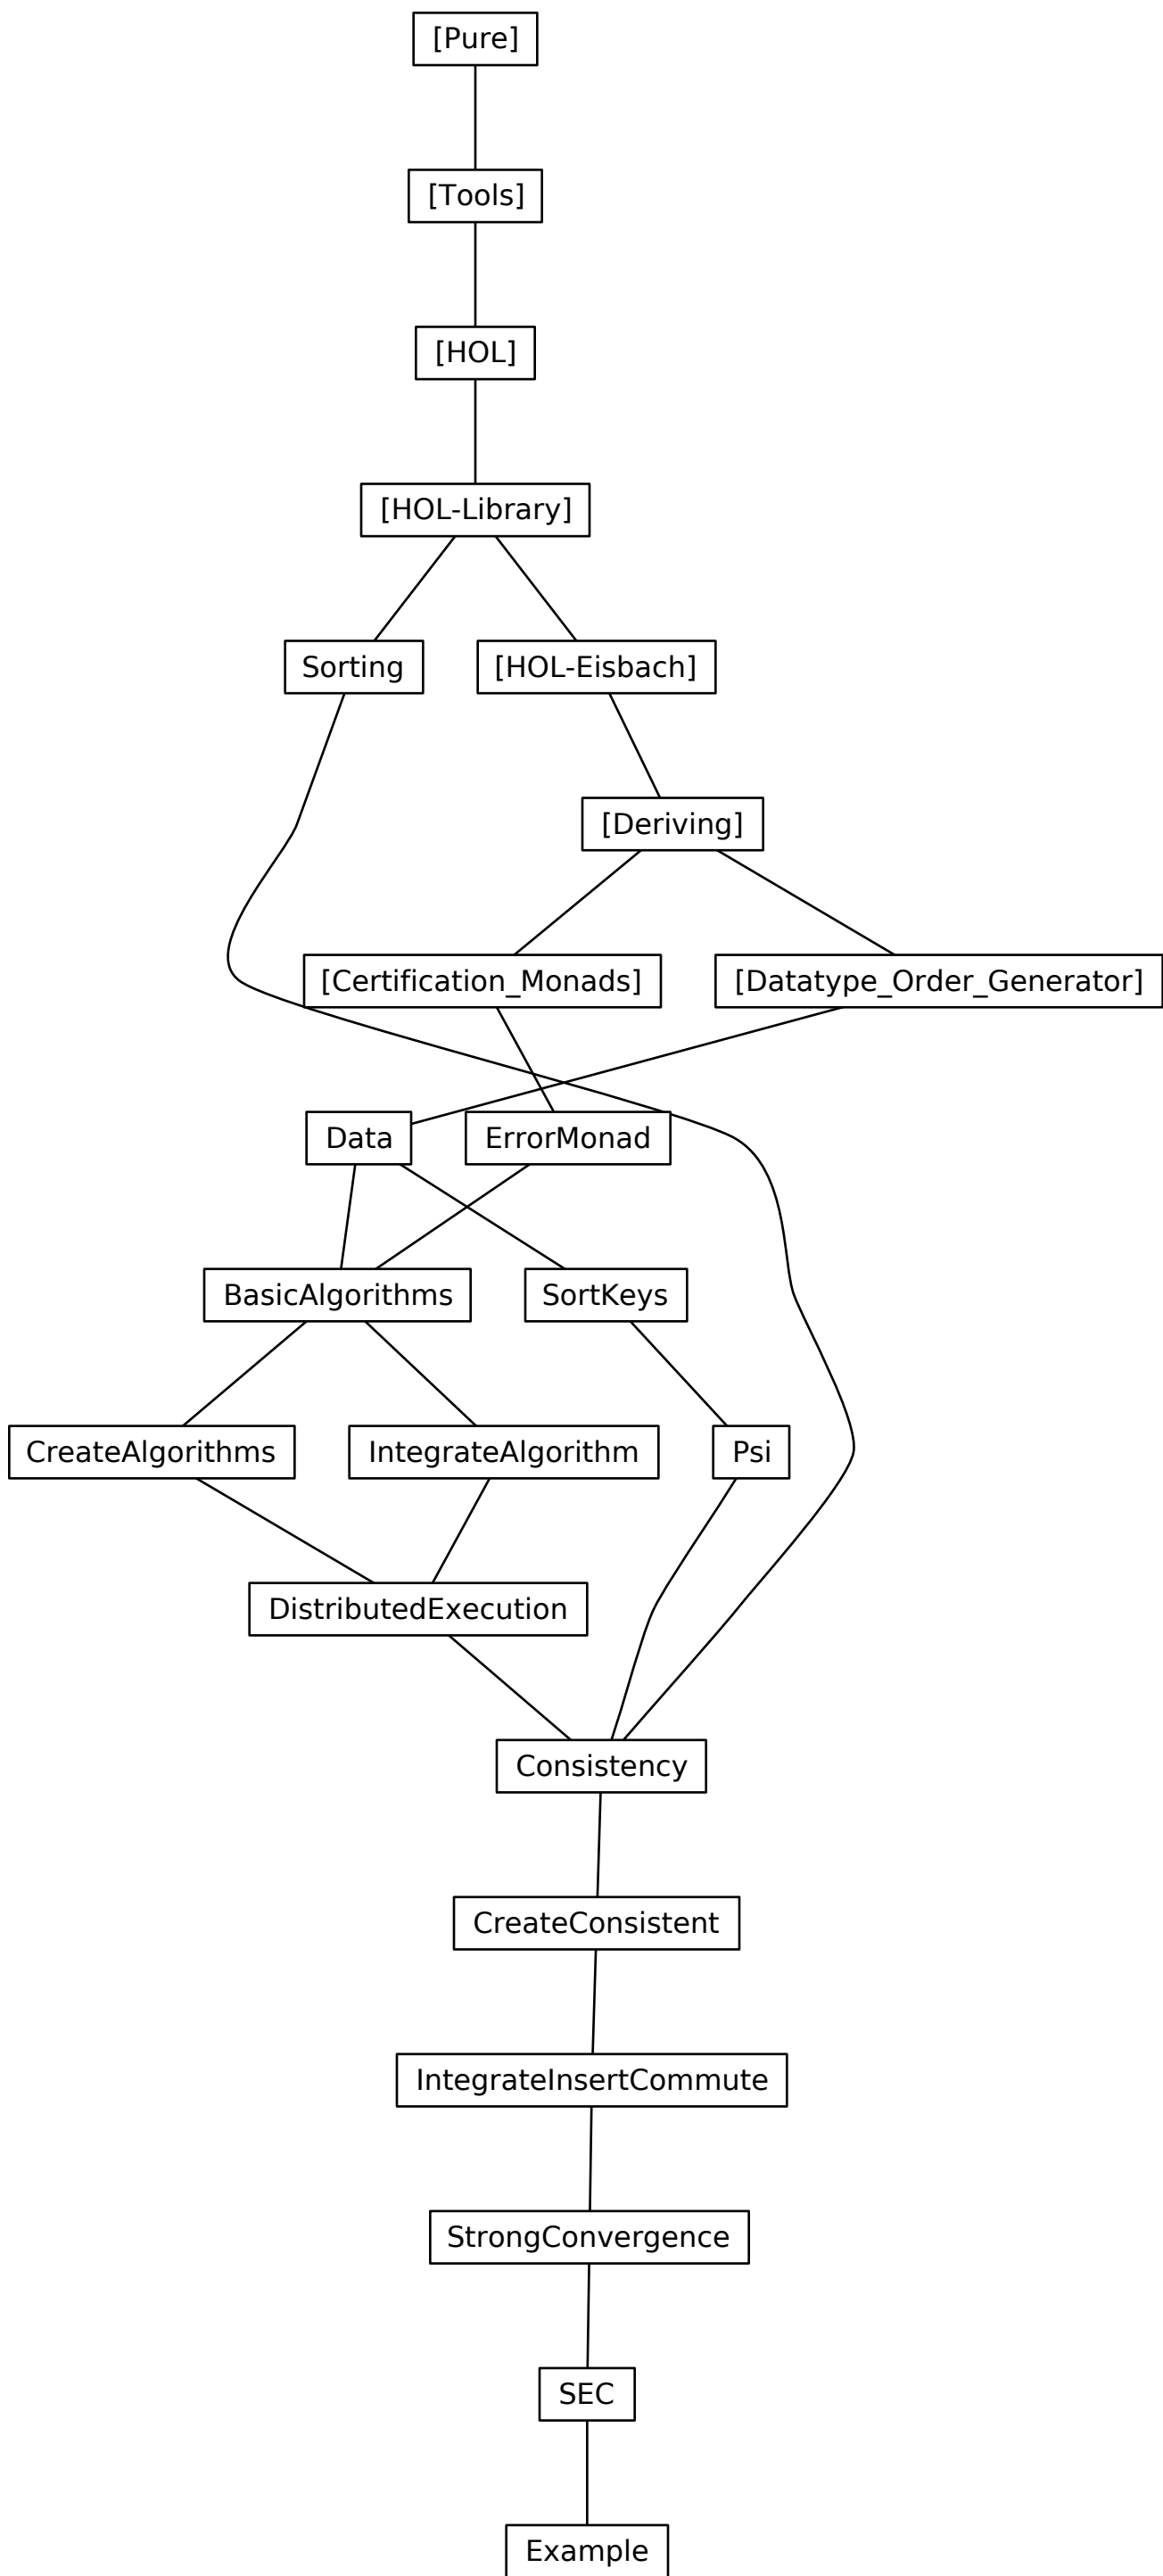 [Pure]
[Tools]
[HOL]
[HOL-Library]
Sorting
[HOL-Eisbach]
[Deriving]
[Certification_Monads]
[Datatype_Order_Generator]
Data
ErrorMonad
BasicAlgorithms
SortKeys
CreateAlgorithms
IntegrateAlgorithm
Psi
DistributedExecution
Consistency
CreateConsistent
IntegrateInsertCommute
StrongConvergence
SEC
Example